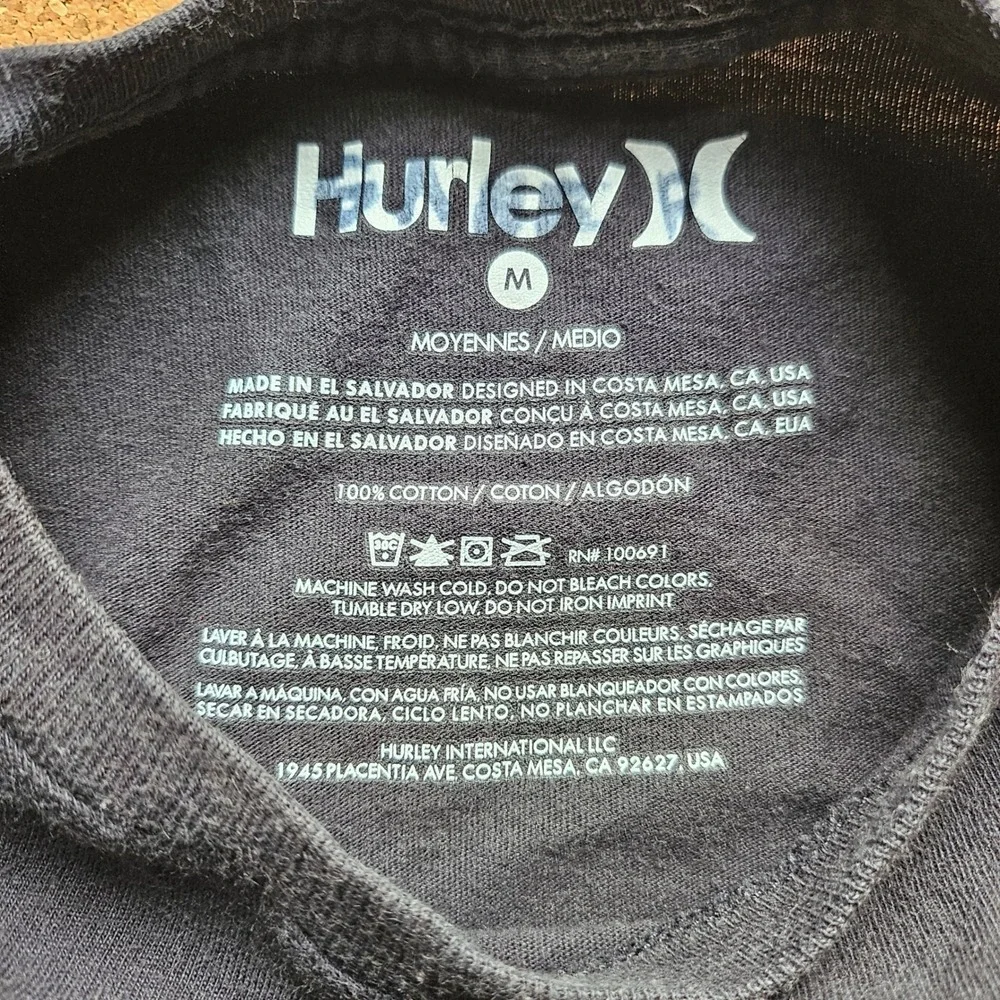 Hurley
M
MOYENNES / MEDIO
MADE IN EL SALVADOR DESIGNED IN COSTA MESA, CA, USA
FABRIQUÉ AU EL SALVADOR CONÇU À COSTA MESA, CA, USA
HECHO EN EL SALVADOR DISEÑADO EN COSTA MESA, CA, EUA
100% COTTON / COTON / ALGODÓN
30C RN# 100691
MACHINE WASH COLD, DO NOT BLEACH COLORS,
TUMBLE DRY LOW, DO NOT IRON IMPRINT
LAVER À LA MACHINE, FROID, NE PAS BLANCHIR COULEURS, SÉCHAGE PAR
CULBUTAGE, À BASSE TEMPÉRATURE, NE PAS REPASSER SUR LES GRAPHIQUES
LAVAR A MÁQUINA, CON AGUA FRÍA, NO USAR BLANQUEADOR CON COLORES,
SECAR EN SECADORA, CICLO LENTO, NO PLANCHAR EN ESTAMPADOS
HURLEY INTERNATIONAL LLC
1945 PLACENTIA AVE COSTA MESA, CA 92627, USA